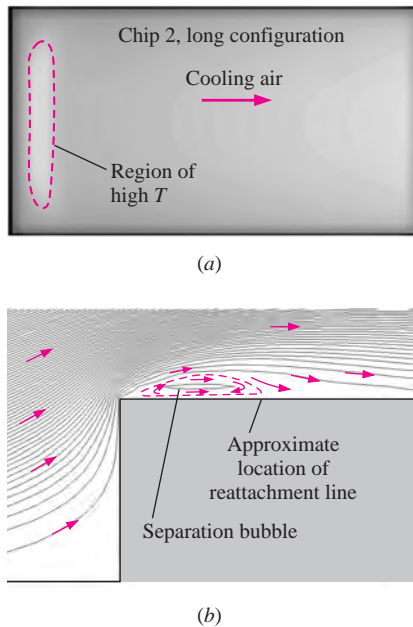 Chip 2, long configuration
Cooling air
Region of
high T
(a)
Approximate
location of
reattachment line
Separation bubble
(b)